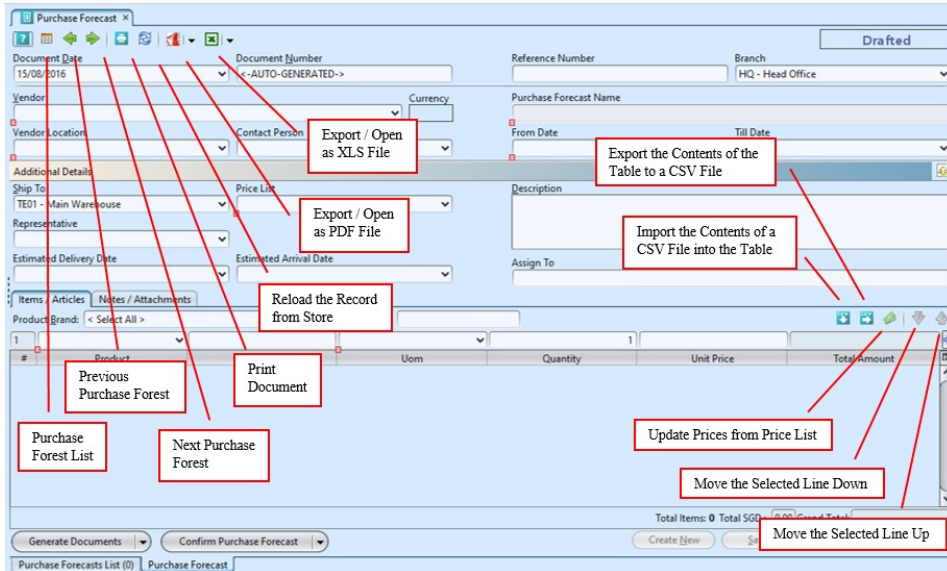 Purchase Forecast ×
Drafted
Document Date
Document Number
Reference Number
Branch
15/08/2016
<-AUTO-GENERATED->
HQ - Head Office
Vendor
Currency
Purchase Forecast Name
Vendor Location
Contact Person
From Date
Till Date
Export / Open
as XLS File
Export the Contents of the
Table to a CSV File
Additional Details
Ship To
Price List
Description
TE01 - Main Warehouse
Export / Open
as PDF File
Import the Contents of a
CSV File into the Table
Representative
Estimated Delivery Date
Estimated Arrival Date
Assign To
Reload the Record
from Store
Items / Articles
Notes / Attachments
Product Brand:
< Select All >
1
1
#
Product
Uom
Quantity
Unit Price
Total Amount
Previous
Purchase Forest
Print
Document
Purchase
Forest List
Next Purchase
Forest
Update Prices from Price List
Move the Selected Line Down
Move the Selected Line Up
Total Items: 0 Total SGD:
0.00 Grand Total:
Generate Documents
Confirm Purchase Forecast
Create New
Purchase Forecasts List (0)
Purchase Forecast